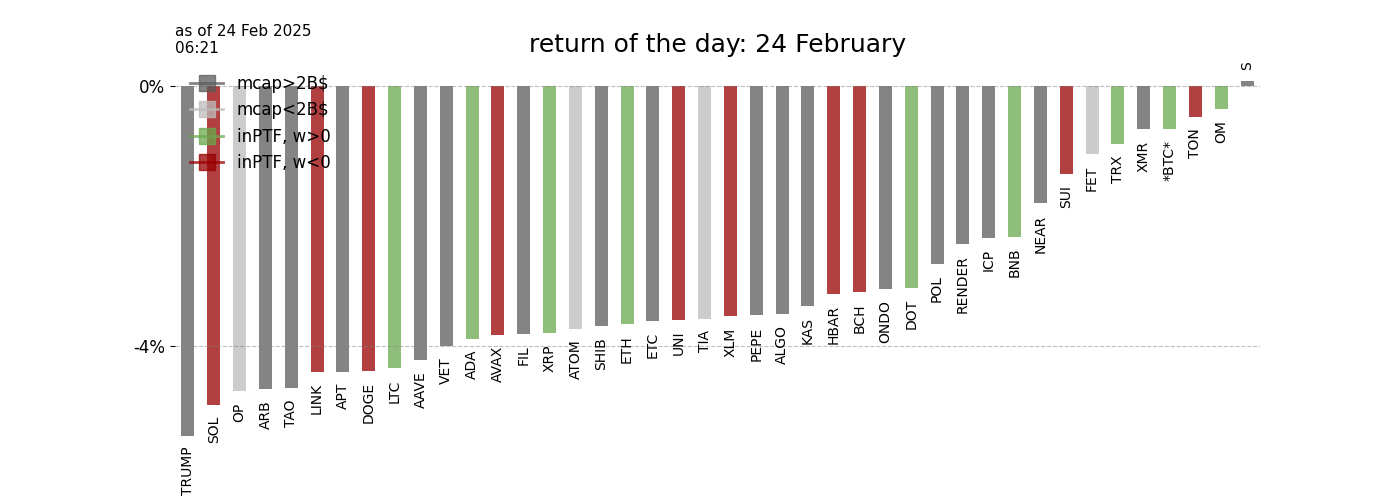 as of 24 Feb 2025
06:21
return of the day: 24 February
mcap>2B$
mcap<2B$
inPTF, w>0
inPTF, w<0
0%
-4%
TRUMP
SOL
OP
ARB
TAO
LINK
APT
DOGE
LTC
AAVE
VET
ADA
AVAX
FIL
XRP
ATOM
SHIB
ETH
ETC
UNI
TIA
XLM
PEPE
ALGO
KAS
HBAR
BCH
ONDO
DOT
POL
RENDER
ICP
BNB
NEAR
SUI
FET
TRX
XMR
*BTC*
TON
OM
S